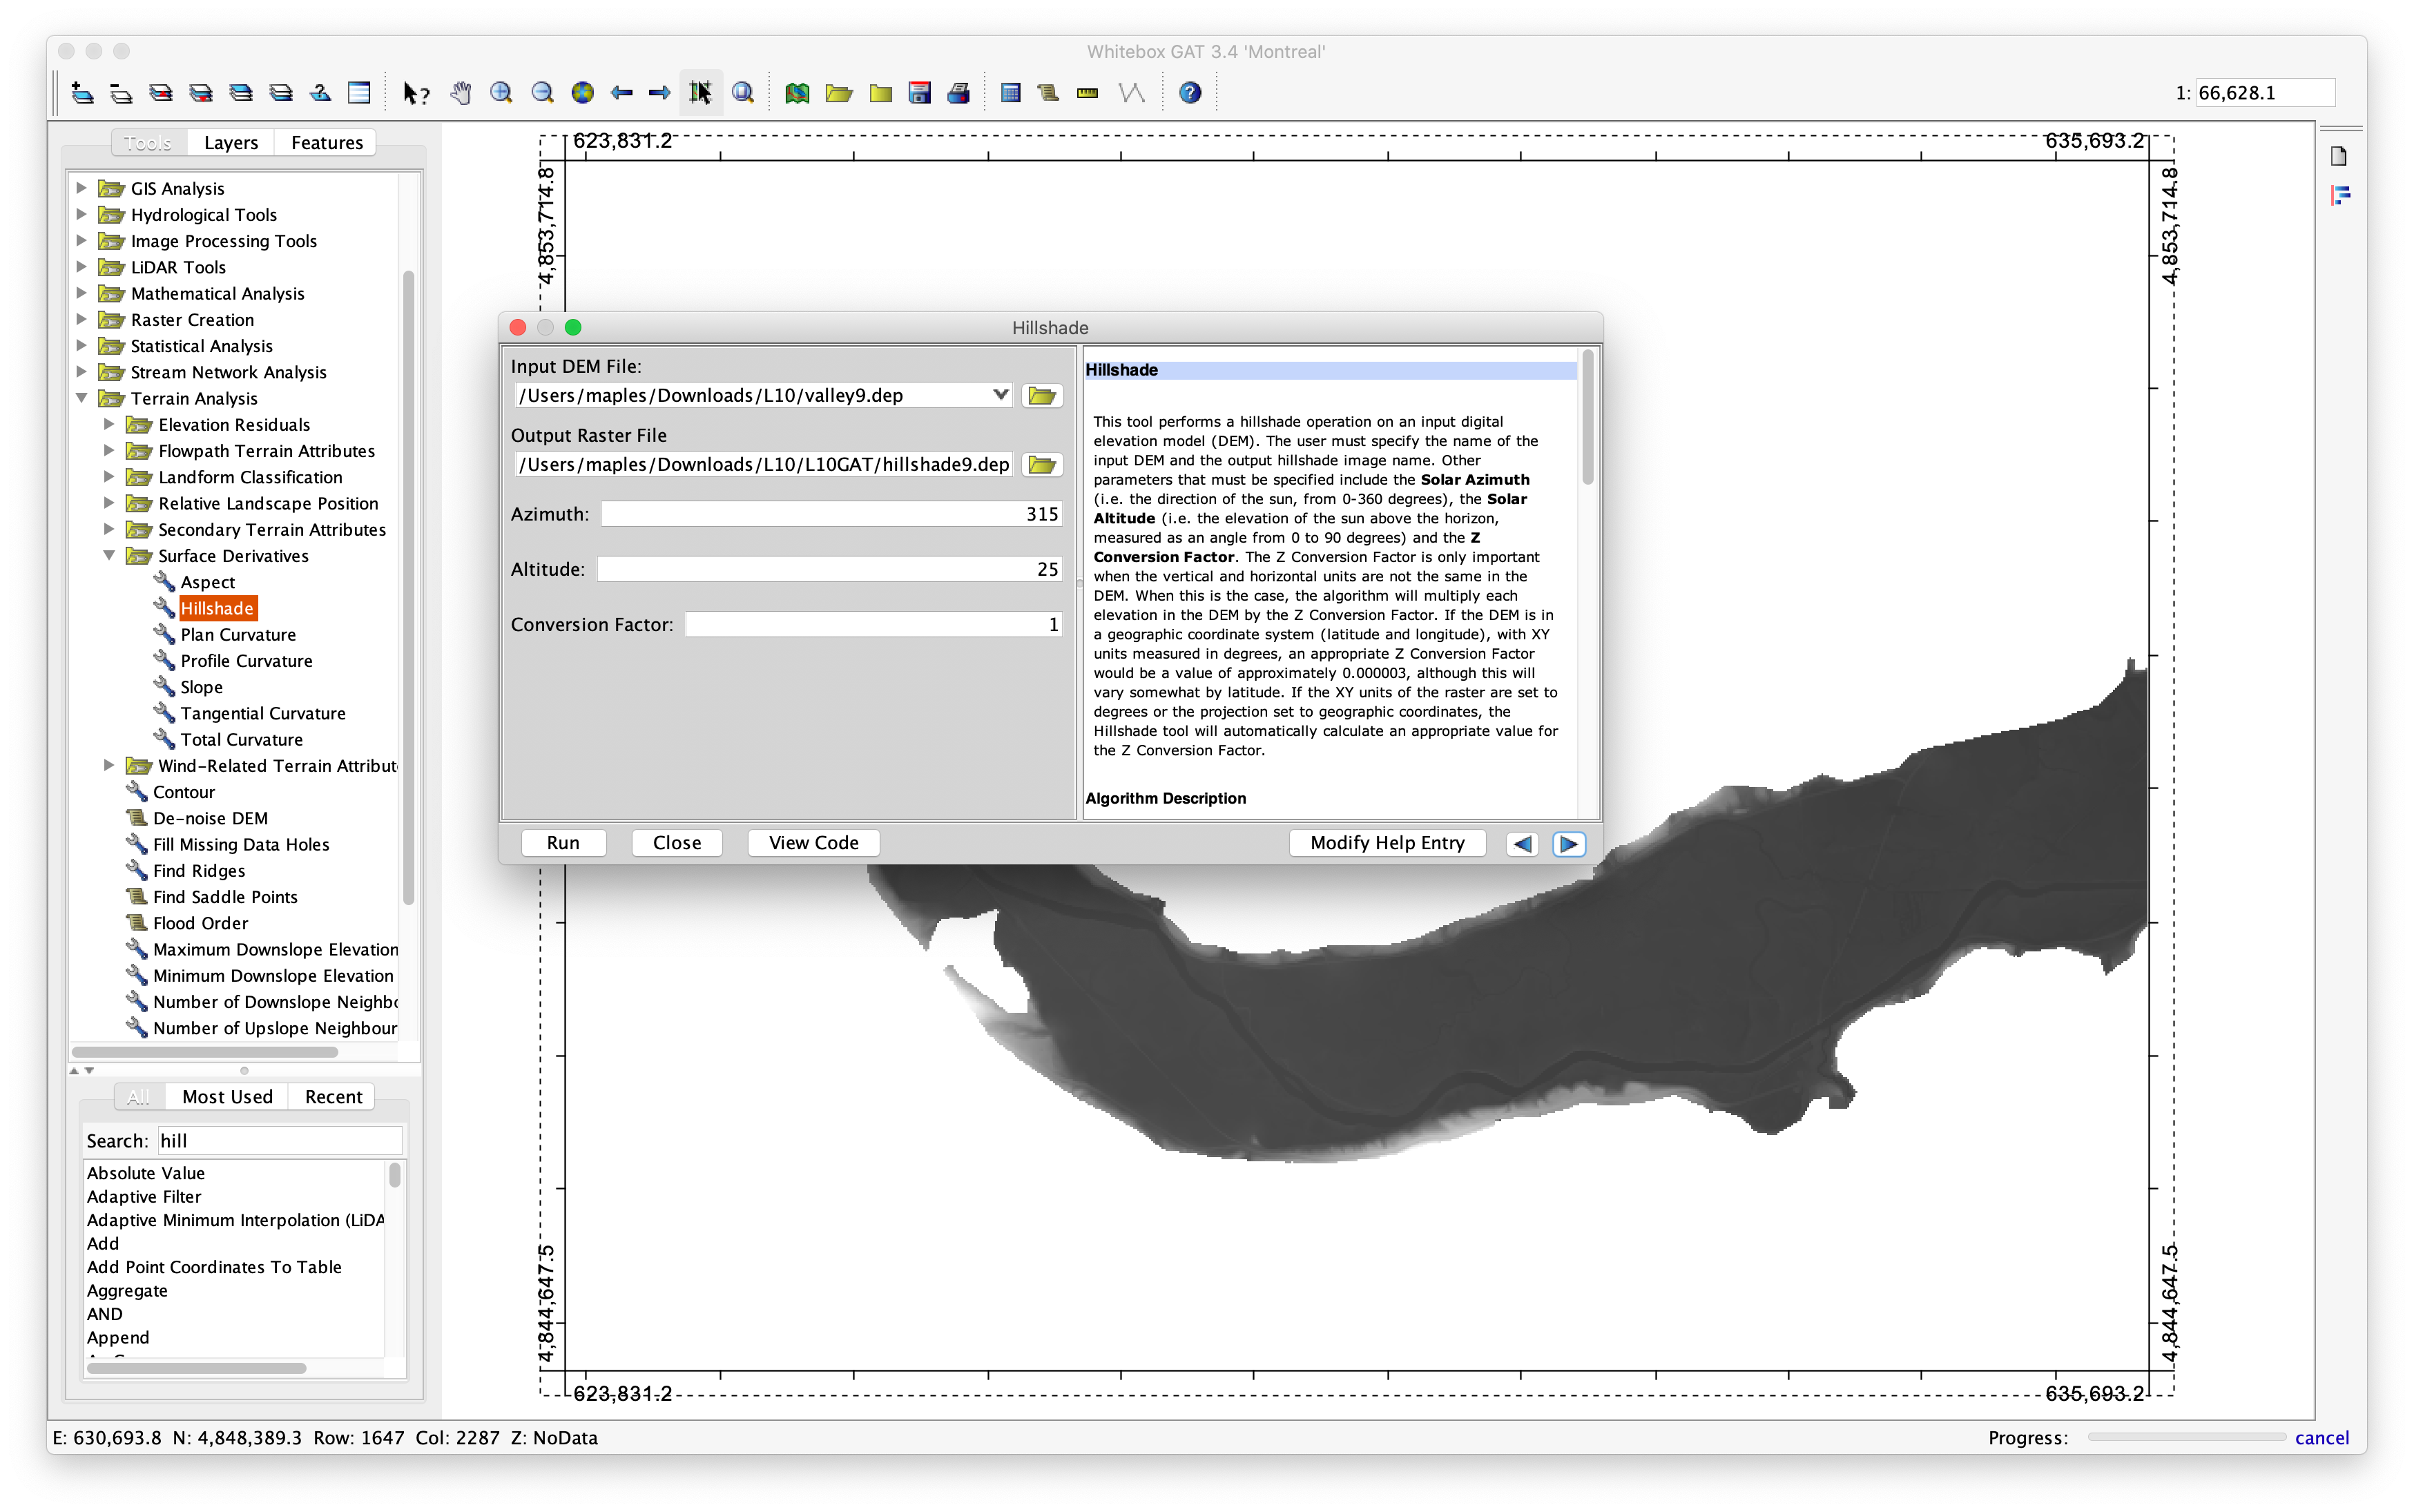 Whitebox GAT 3.4 'Montreal'
1: 66,628.1
Tools Layers Features
GIS Analysis
Hydrological Tools
Image Processing Tools
LiDAR Tools
Mathematical Analysis
Raster Creation
Statistical Analysis
Stream Network Analysis
Terrain Analysis
Elevation Residuals
Flowpath Terrain Attributes
Landform Classification
Relative Landscape Position
Secondary Terrain Attributes
Surface Derivatives
Aspect
Hillshade
Plan Curvature
Profile Curvature
Slope
Tangential Curvature
Total Curvature
Wind-Related Terrain Attribut
Contour
De-noise DEM
Fill Missing Data Holes
Find Ridges
Find Saddle Points
Flood Order
Maximum Downslope Elevation
Minimum Downslope Elevation
Number of Downslope Neighbo
Number of Upslope Neighbour
All Most Used Recent
Search: hill
Absolute Value
Adaptive Filter
Adaptive Minimum Interpolation (LiDA
Add
Add Point Coordinates To Table
Aggregate
AND
Append
623,831.2
635,693.2
4,853,714.8
4,853,714.8
Hillshade
Input DEM File:
/Users/maples/Downloads/L10/valley9.dep
Output Raster File
/Users/maples/Downloads/L10/L10GAT/hillshade9.dep
Azimuth: 315
Altitude: 25
Conversion Factor: 1
Hillshade
This tool performs a hillshade operation on an input digital
elevation model (DEM). The user must specify the name of the
input DEM and the output hillshade image name. Other
parameters that must be specified include the Solar Azimuth
(i.e. the direction of the sun, from 0-360 degrees), the Solar
Altitude (i.e. the elevation of the sun above the horizon,
measured as an angle from 0 to 90 degrees) and the Z
Conversion Factor. The Z Conversion Factor is only important
when the vertical and horizontal units are not the same in the
DEM. When this is the case, the algorithm will multiply each
elevation in the DEM by the Z Conversion Factor. If the DEM is in
a geographic coordinate system (latitude and longitude), with XY
units measured in degrees, an appropriate Z Conversion Factor
would be a value of approximately 0.000003, although this will
vary somewhat by latitude. If the XY units of the raster are set to
degrees or the projection set to geographic coordinates, the
Hillshade tool will automatically calculate an appropriate value for
the Z Conversion Factor.
Algorithm Description
Run Close View Code Modify Help Entry
4,844,647.5
4,844,647.5
623,831.2
635,693.2
E: 630,693.8 N: 4,848,389.3 Row: 1647 Col: 2287 Z: NoData
Progress: cancel